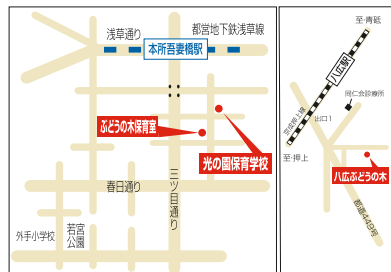 浅草通り
都営地下鉄浅草線
本所吾妻橋駅
ぶどうの木保育室
光の園保育学校
三ツ目通り
春日通り
外手小学校
若宮
公園
至・青砥
八広駅
同仁会診療所
京成押上線
出口1
至・押上
八広ぶどうの木
都道449号